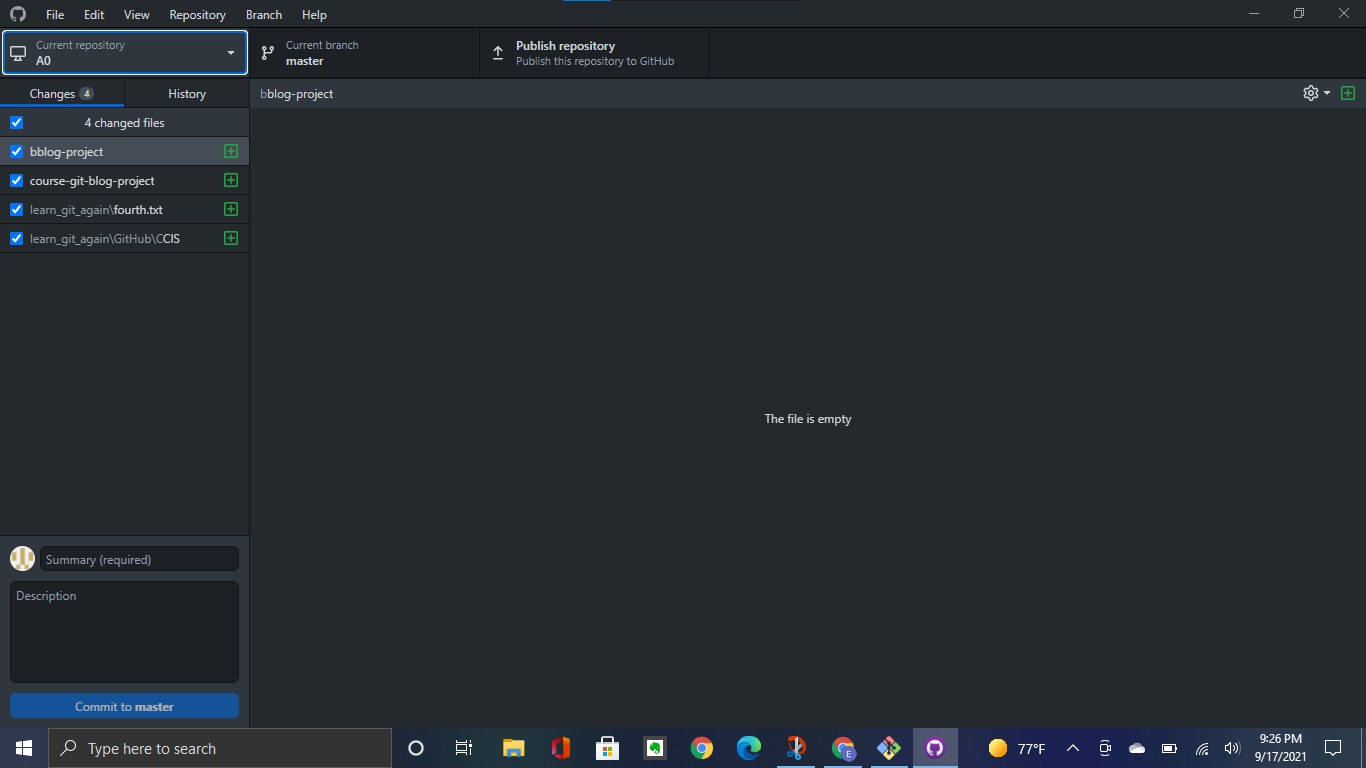 File Edit View Repository Branch Help
Current repository
A0
Current branch
master
Publish repository
Publish this repository to GitHub
Changes 4
History
bblog-project
4 changed files
bblog-project
course-git-blog-project
learn_git_again\fourth.txt
learn_git_again\GitHub\CCIS
The file is empty
Summary (required)
Description
Commit to master
Type here to search
E
77°F
9:26 PM
9/17/2021